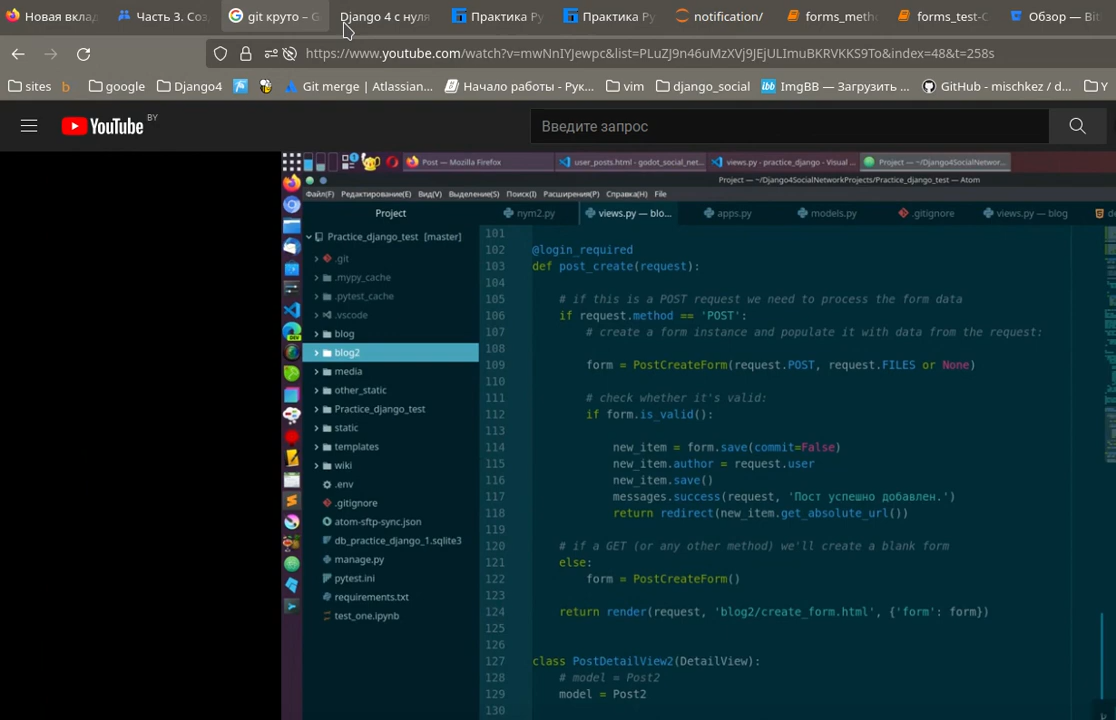 Новая вклад
Часть 3. Соз
git круто – G
Django 4 с нуля
Практика Ру
Практика Ру
notification/
forms_meth
forms_test-C
Обзор — Bit
https://www.youtube.com/watch?v=mwNnIYJewpc&list=PLuZJ9n46uMzXVj9JEjULImuBKRVKKS9To&index=48&t=258s
sites
google
Django4
Git merge | Atlassian...
Начало работы - Рук...
vim
django_social
ibb
ImgBB — Загрузить ...
GitHub - mischkez / d...
Y
YouTube BY
Введите запрос
Post — Mozilla Firefox
user_posts.html - godot_social_net...
views.py - practice_django - Visual ...
Project — ~/Django4SocialNetwor...
Project — ~/Django4SocialNetworkProjects/Practice_django_test — Atom
Файл(F) Редактирование(E) Вид(V) Выделение(S) Поиск(I) Расширения(P) Справка(H) File
Project
nym2.py
views.py — blo...
apps.py
models.py
.gitignore
views.py — blog
Practice_django_test [master]
.git
.mypy_cache
.pytest_cache
.vscode
blog
blog2
media
other_static
Practice_django_test
static
templates
wiki
.env
.gitignore
atom-sftp-sync.json
db_practice_django_1.sqlite3
manage.py
pytest.ini
requirements.txt
test_one.ipynb
101
102 @login_required
103 def post_create(request):
104
105 # if this is a POST request we need to process the form data
106 if request.method == 'POST':
107 # create a form instance and populate it with data from the request:
108
109 form = PostCreateForm(request.POST, request.FILES or None)
110
111 # check whether it's valid:
112 if form.is_valid():
113
114 new_item = form.save(commit=False)
115 new_item.author = request.user
116 new_item.save()
117 messages.success(request, 'Пост успешно добавлен.')
118 return redirect(new_item.get_absolute_url())
119
120 # if a GET (or any other method) we'll create a blank form
121 else:
122 form = PostCreateForm()
123
124 return render(request, 'blog2/create_form.html', {'form': form})
125
126
127 class PostDetailView2(DetailView):
128 # model = Post2
129 model = Post2
130